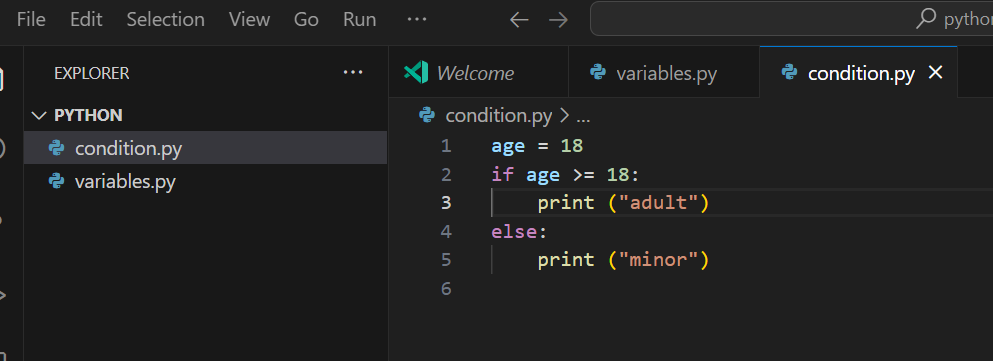 File Edit Selection View Go Run ···
EXPLORER ···
PYTHON
condition.py
variables.py
Welcome variables.py condition.py
condition.py > ...
1 age = 18
2 if age >= 18:
3     print ("adult")
4 else:
5     print ("minor")
6